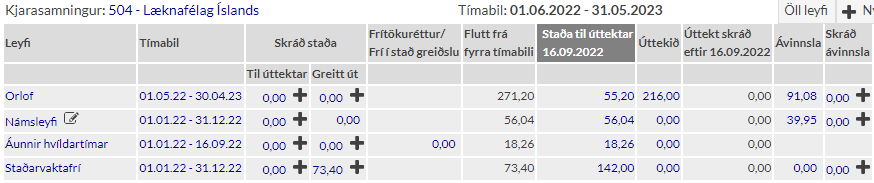 Kjarasamningur: 504 - Læknafélag Íslands Tímabil: 01.06.2022 - 31.05.2023 Öll leyfi
Leyfi Tímabil Skráð staða Frítökuréttur/ Frí í stað greiðslu Flutt frá fyrra tímabili Staða til úttektar 16.09.2022 Úttekið Úttekt skráð eftir 16.09.2022 Ávinnsla Skráð ávinnsla
Til úttektar Greitt út
Orlof 01.05.22 - 30.04.23 0,00 0,00 271,20 55,20 216,00 0,00 91,08 0,00
Námsleyfi 01.01.22 - 31.12.22 0,00 0,00 56,04 56,04 0,00 0,00 39,95 0,00
Áunnir hvíldartímar 01.01.22 - 16.09.22 0,00 0,00 0,00 18,26 18,26 0,00 0,00
Staðarvaktafrí 01.01.22 - 31.12.22 0,00 73,40 73,40 142,00 0,00 0,00 0,00 0,00